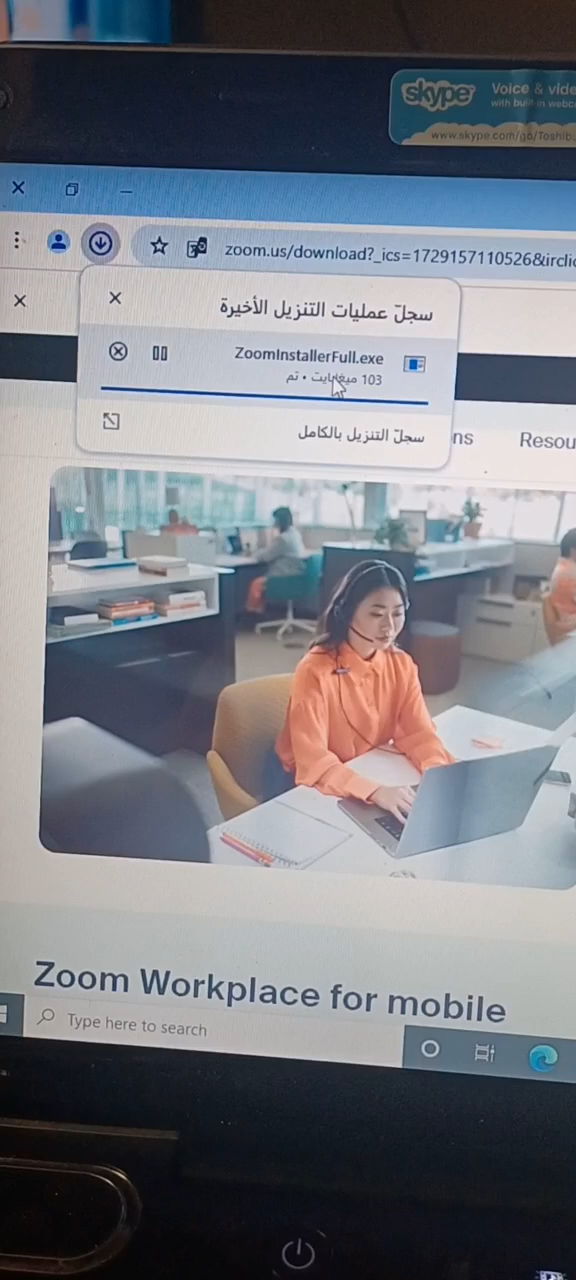 skype
Voice & vide
with built-in webc
www.skype.com/go/Toshib
zoom.us/download?_ics=1729157110526&irclic
سجلّ عمليات التنزيل الأخيرة
ZoomInstallerFull.exe
103 ميغابايت • تم
سجلّ التنزيل بالكامل
ns
Resou
Zoom Workplace for mobile
Type here to search